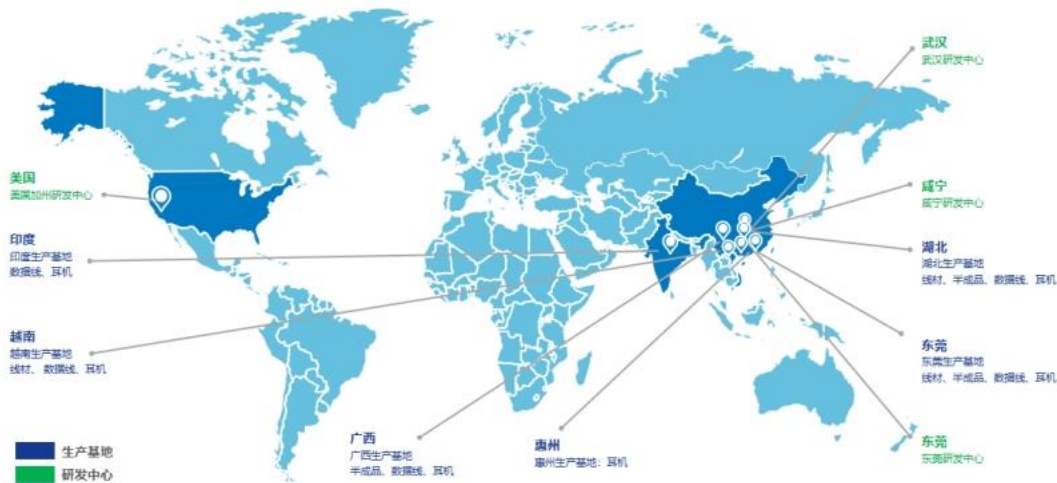 武汉
武汉研发中心
美国
美国加州研发中心
咸宁
咸宁研发中心
印度
印度生产基地
数据线、耳机
湖北
湖北生产基地
线材、半成品、数据线、耳机
越南
越南生产基地
线材、 数据线、耳机
东莞
东莞生产基地
线材、半成品、数据线、耳机
广西
广西生产基地
半成品、数据线、耳机
惠州
惠州生产基地：耳机
东莞
东莞研发中心
生产基地
研发中心